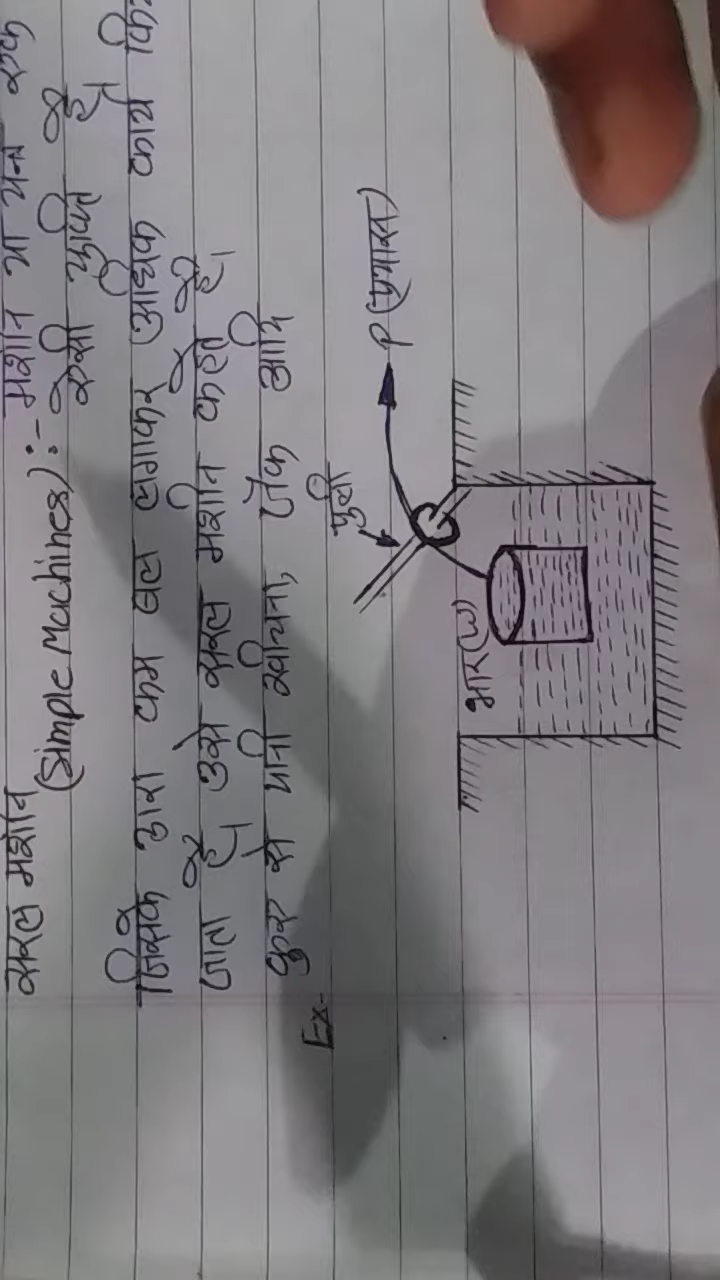 सरल मशीन मशीन या यन्त्र एक
(Simple Machines):- ऐसी युक्ति है।
जिसके द्वारा कम बल लगाकर अधिक कार्य
जाता है। उसे सरल मशीन कहते है।
कुएं से पानी खीचना, जैक आदि
Ex-
पुली
P(प्रयास)
भार(W)